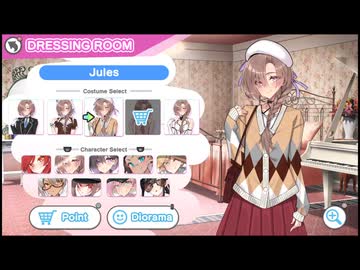 DRESSING ROOM
Jules
Costume Select
Character Select
Point
Diorama